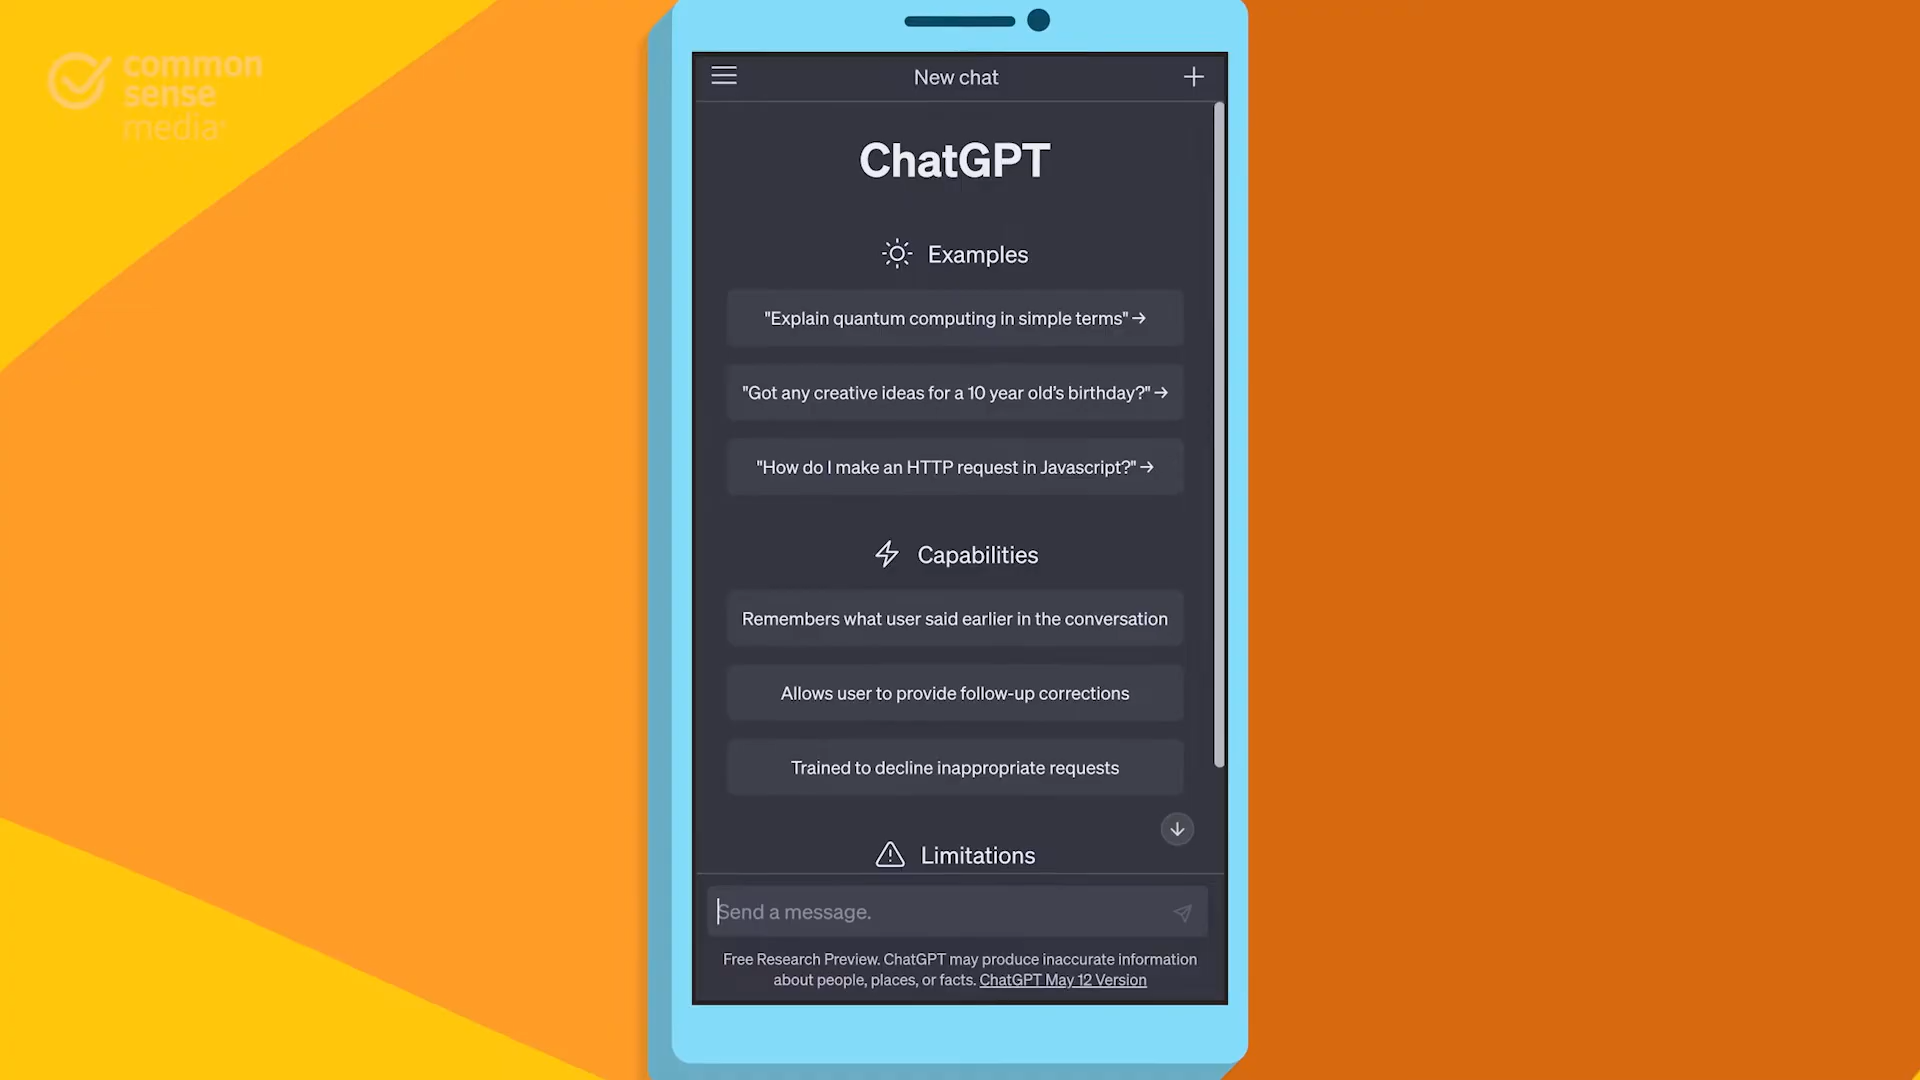 common
sense
media
New chat
ChatGPT
Examples
"Explain quantum computing in simple terms" →
"Got any creative ideas for a 10 year old’s birthday?" →
"How do I make an HTTP request in Javascript?" →
Capabilities
Remembers what user said earlier in the conversation
Allows user to provide follow-up corrections
Trained to decline inappropriate requests
Limitations
Send a message.
Free Research Preview. ChatGPT may produce inaccurate information
about people, places, or facts. ChatGPT May 12 Version